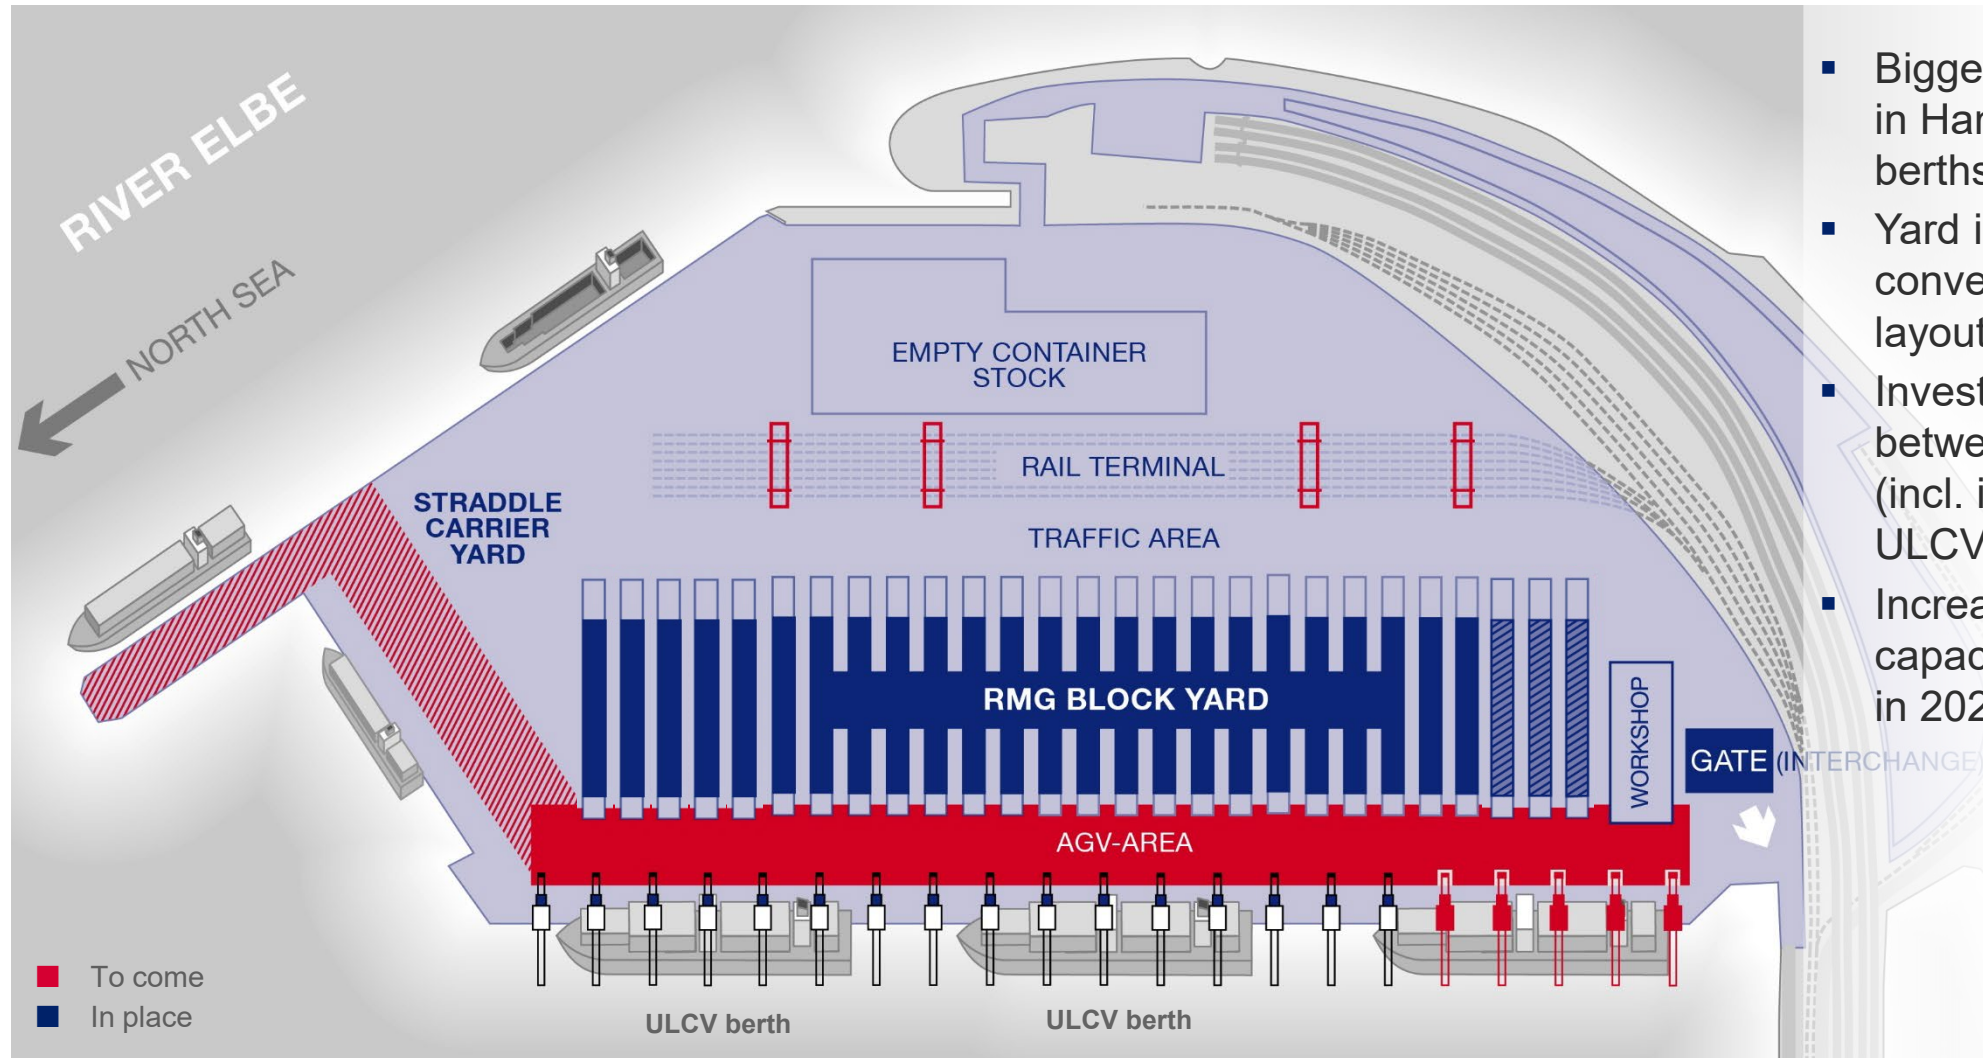 RIVER ELBE
NORTH SEA
EMPTY CONTAINER
STOCK
RAIL TERMINAL
TRAFFIC AREA
STRADDLE
CARRIER
YARD
RMG BLOCK YARD
WORKSHOP
GATE (INTERCHANGE)
AGV-AREA
ULCV berth
ULCV berth
■ To come
■ In place
▪ Bigge
in Har
berths
▪ Yard i
conve
layout
▪ Invest
betwe
(incl. i
ULCV
▪ Increa
capac
in 202